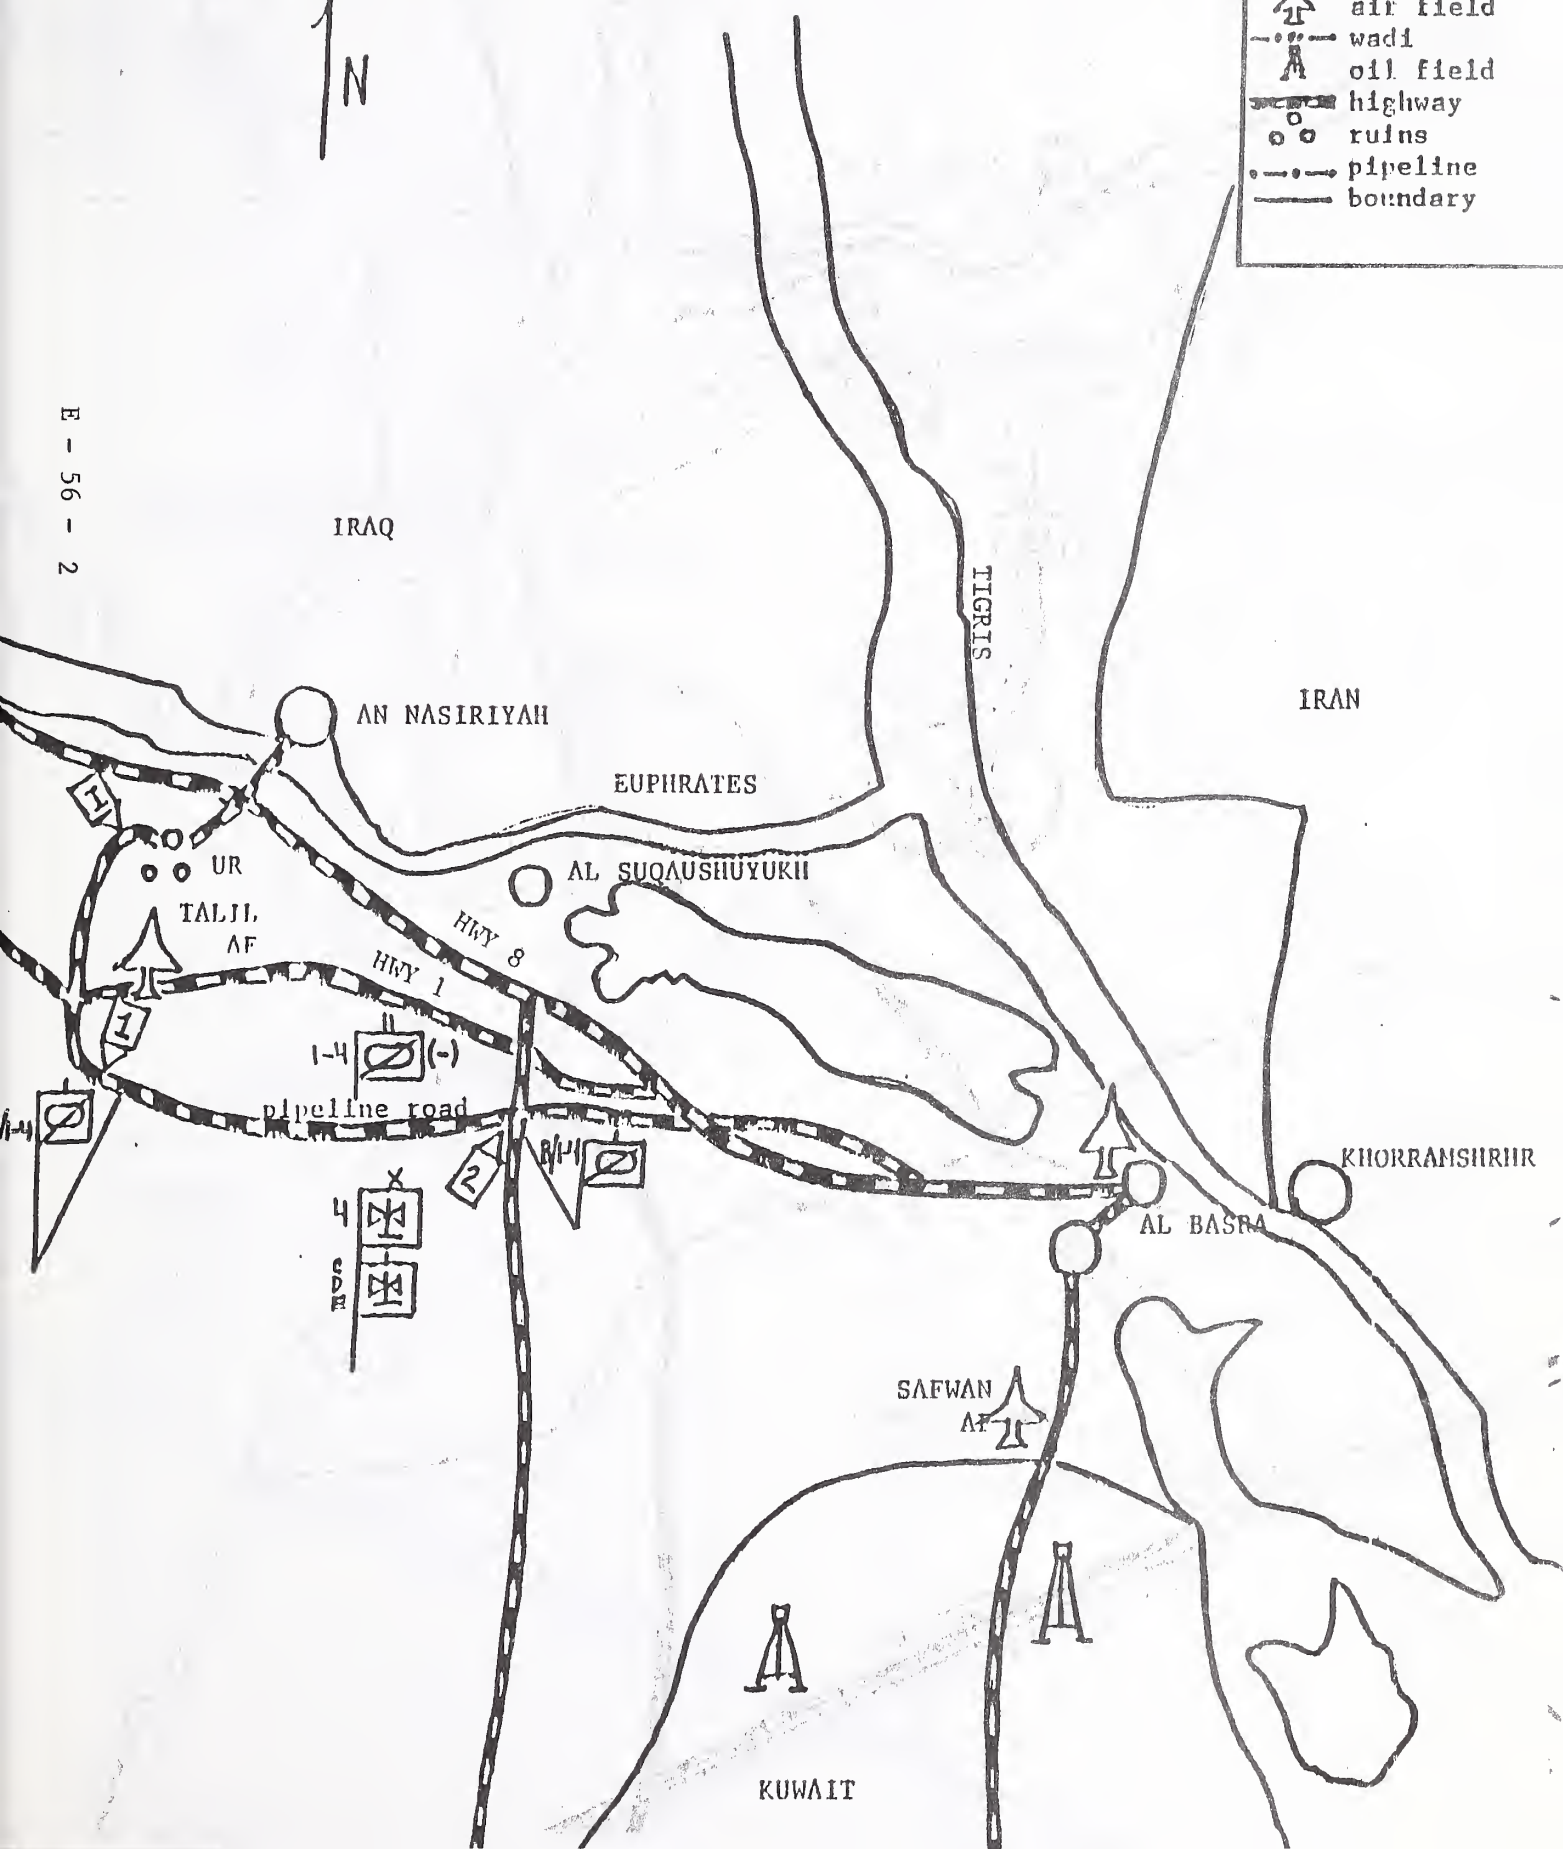 air field
wadi
oil field
highway
ruins
pipeline
boundary
N
E - 56 - 2
IRAQ
TIGRIS
IRAN
AN NASIRIYAH
EUPHRATES
UR
AL SUQAUSHUYUKH
TALIL
AF
HWY 8
HWY 1
1
1-4
(-)
pipeline road
2
4
C
D
H
KHORRAMSHRHR
AL BASRA
SAFWAN
AF
KUWAIT